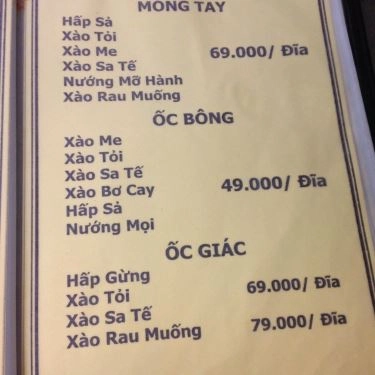 MÓNG TAY
Hấp Sả
Xào Tỏi
Xào Me 69.000/ Đĩa
Xào Sa Tế
Nướng Mỡ Hành
Xào Rau Muống
ỐC BÔNG
Xào Me
Xào Tỏi
Xào Sa Tế
Xào Bơ Cay 49.000/ Đĩa
Hấp Sả
Nướng Mọi
ỐC GIÁC
Hấp Gừng
Xào Tỏi 69.000/ Đĩa
Xào Sa Tế
Xào Rau Muống 79.000/ Đĩa